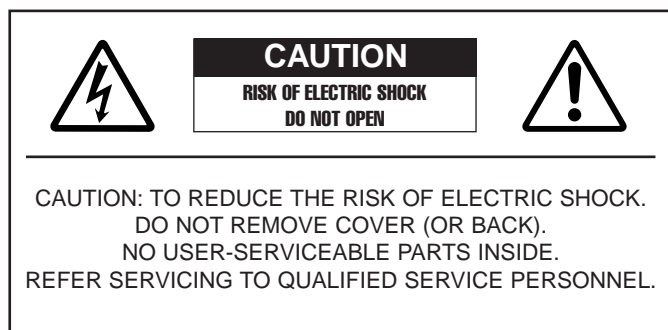 CAUTION
RISK OF ELECTRIC SHOCK
DO NOT OPEN
CAUTION: TO REDUCE THE RISK OF ELECTRIC SHOCK.
DO NOT REMOVE COVER (OR BACK).
NO USER-SERVICEABLE PARTS INSIDE.
REFER SERVICING TO QUALIFIED SERVICE PERSONNEL.